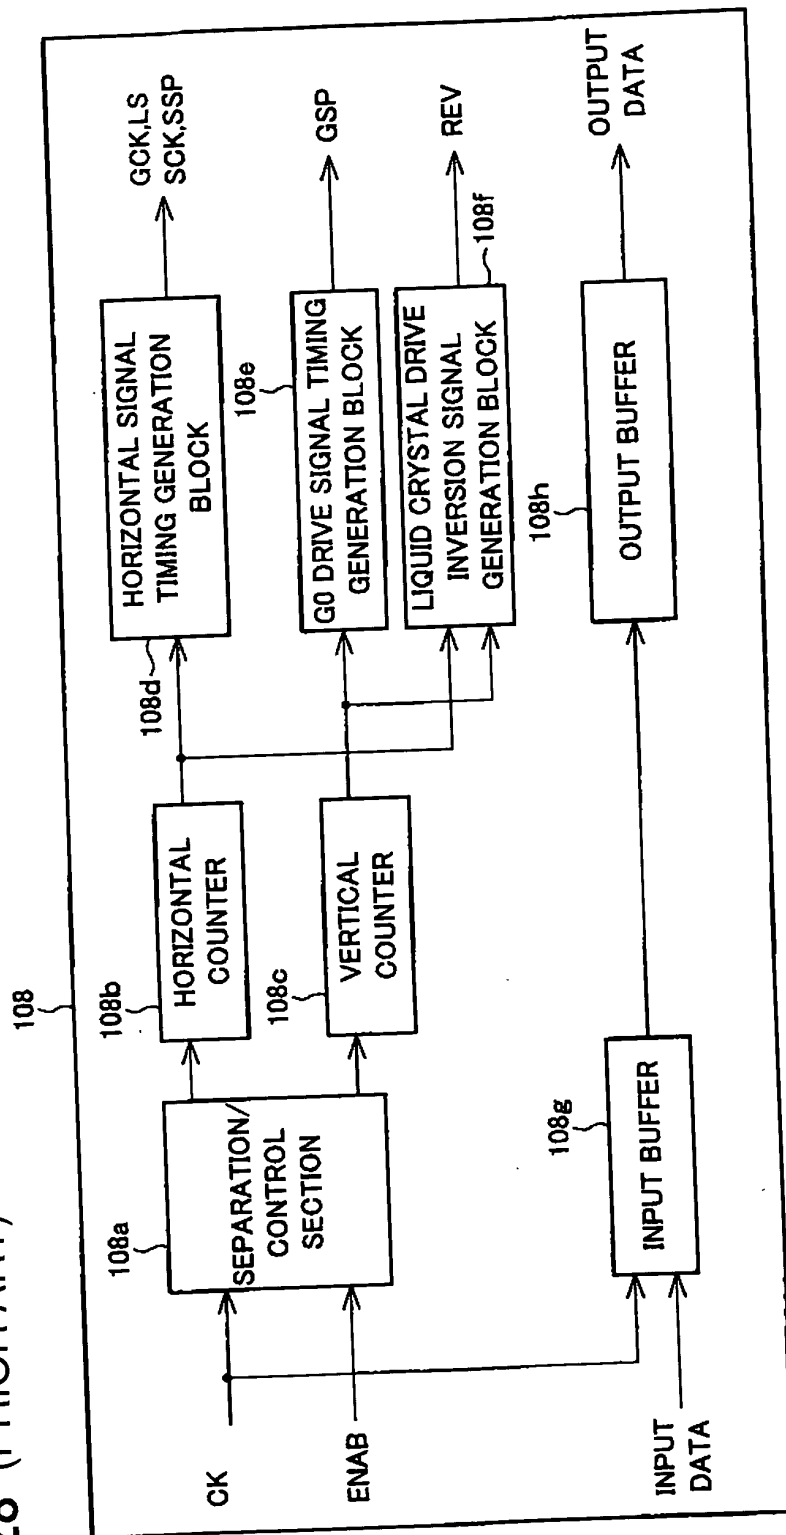 28 (PRIOR ART)
108
CK
ENAB
108a
SEPARATION/
CONTROL
SECTION
108b
HORIZONTAL
COUNTER
108c
VERTICAL
COUNTER
108d
HORIZONTAL SIGNAL
TIMING GENERATION
BLOCK
GCK,LS
SCK,SSP
108e
G0 DRIVE SIGNAL TIMING
GENERATION BLOCK
GSP
LIQUID CRYSTAL DRIVE
INVERSION SIGNAL
GENERATION BLOCK
108f
REV
INPUT
DATA
108g
INPUT BUFFER
108h
OUTPUT BUFFER
OUTPUT
DATA